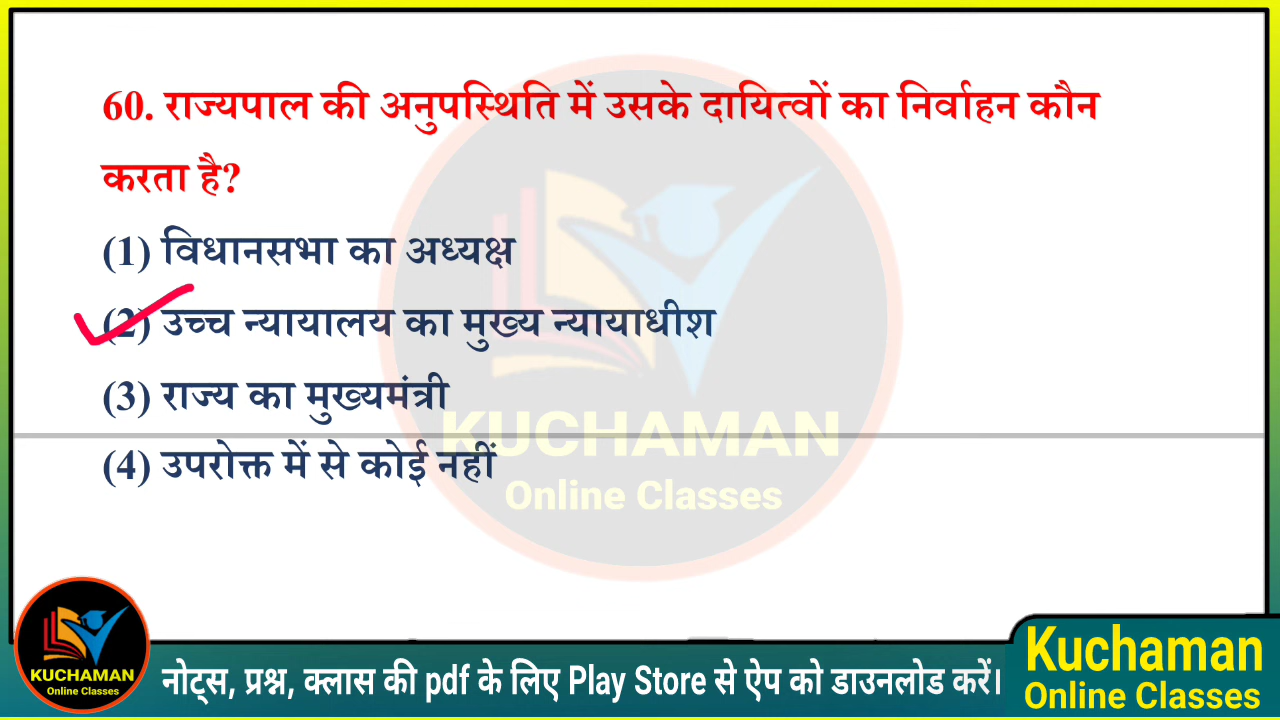 60. राज्यपाल की अनुपस्थिति में उसके दायित्वों का निर्वाहन कौन
करता है?
(1) विधानसभा का अध्यक्ष
(2) उच्च न्यायालय का मुख्य न्यायाधीश
(3) राज्य का मुख्यमंत्री
(4) उपरोक्त में से कोई नहीं
KUCHAMAN
Online Classes
KUCHAMAN
Online Classes
नोट्स, प्रश्न, क्लास की pdf के लिए Play Store से ऐप को डाउनलोड करें।
Kuchaman
Online Classes